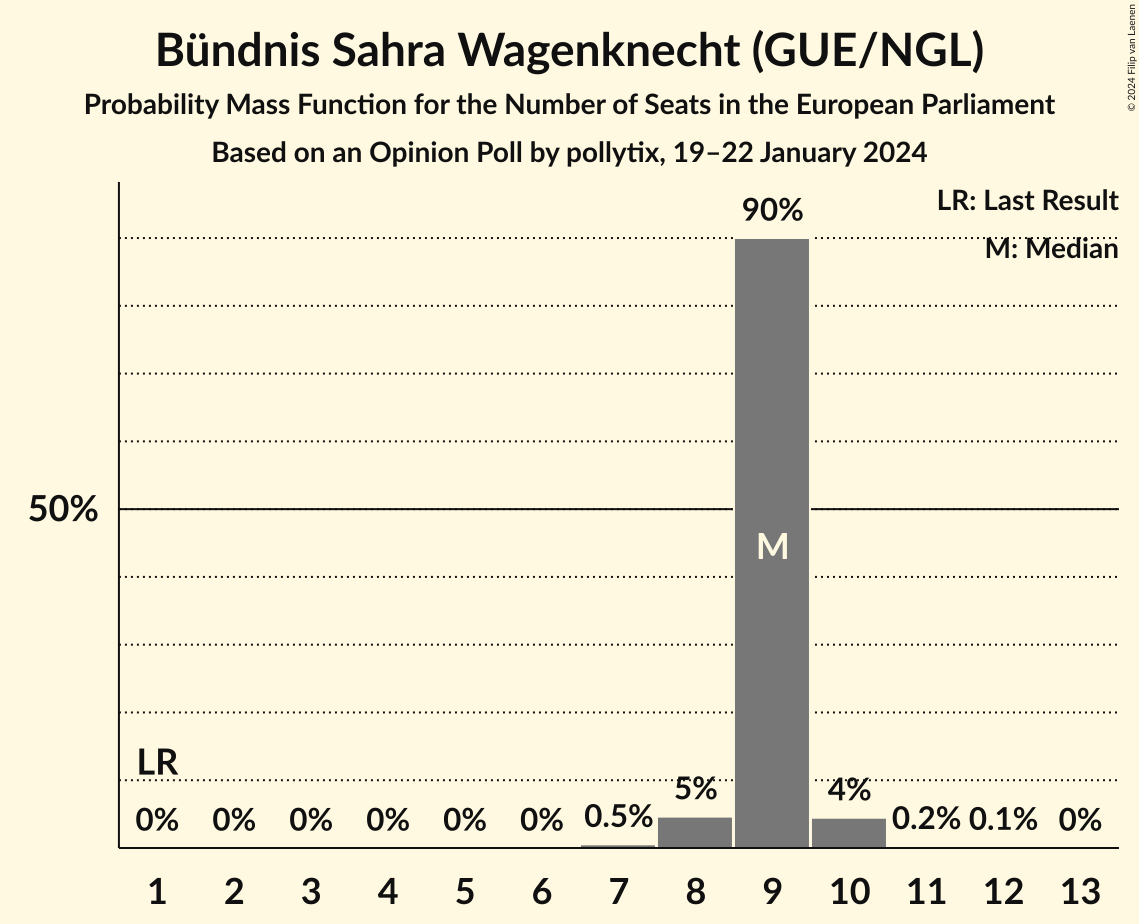 Bündnis Sahra Wagenknecht (GUE/NGL)
Probability Mass Function for the Number of Seats in the European Parliament
Based on an Opinion Poll by pollytix, 19–22 January 2024
© 2024 Filip van Laenen
LR: Last Result
M: Median
90%
50%
M
LR
0% 0% 0% 0% 0% 0% 0.5% 5% 4% 0.2% 0.1% 0%
1 2 3 4 5 6 7 8 9 10 11 12 13